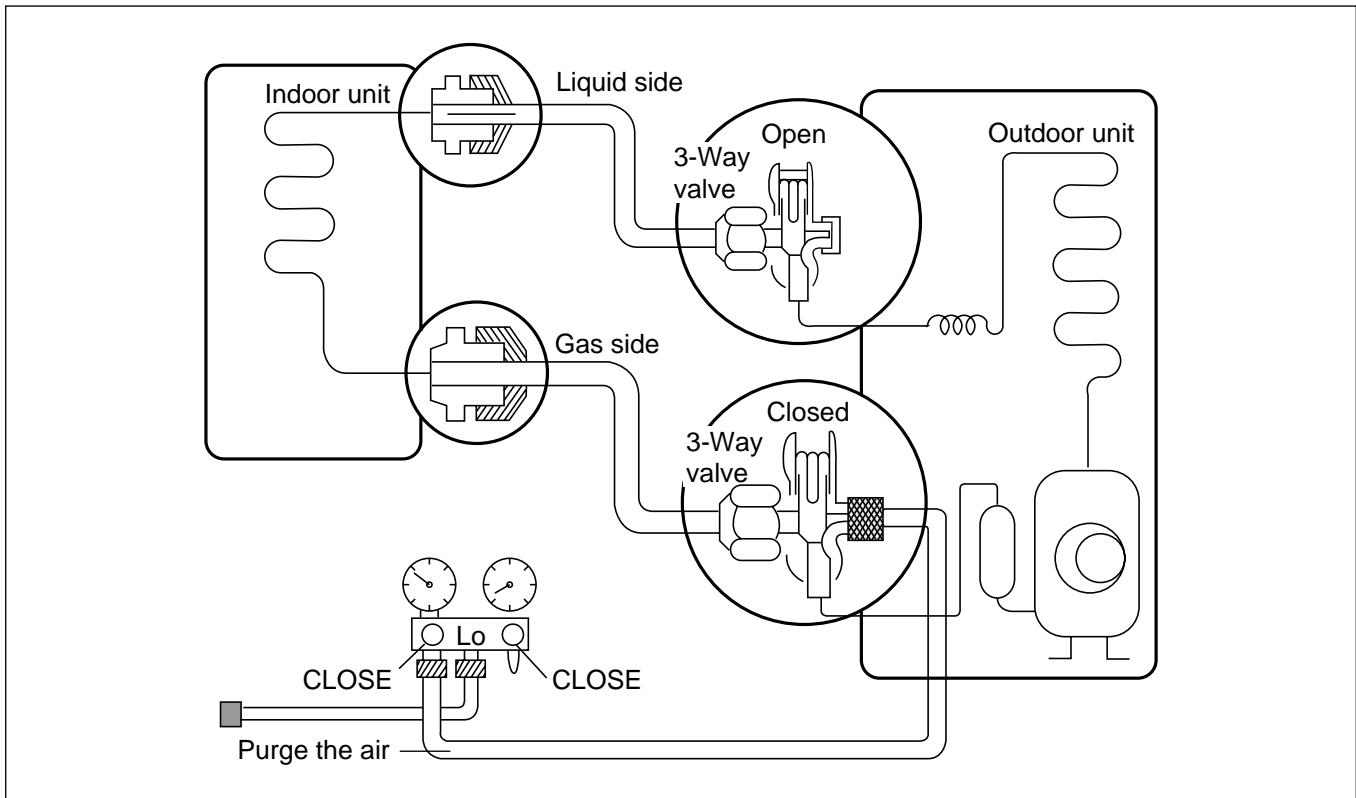 Indoor unit
Liquid side
Open
3-Way
valve
Outdoor unit
Gas side
Closed
3-Way
valve
Lo
CLOSE
CLOSE
Purge the air